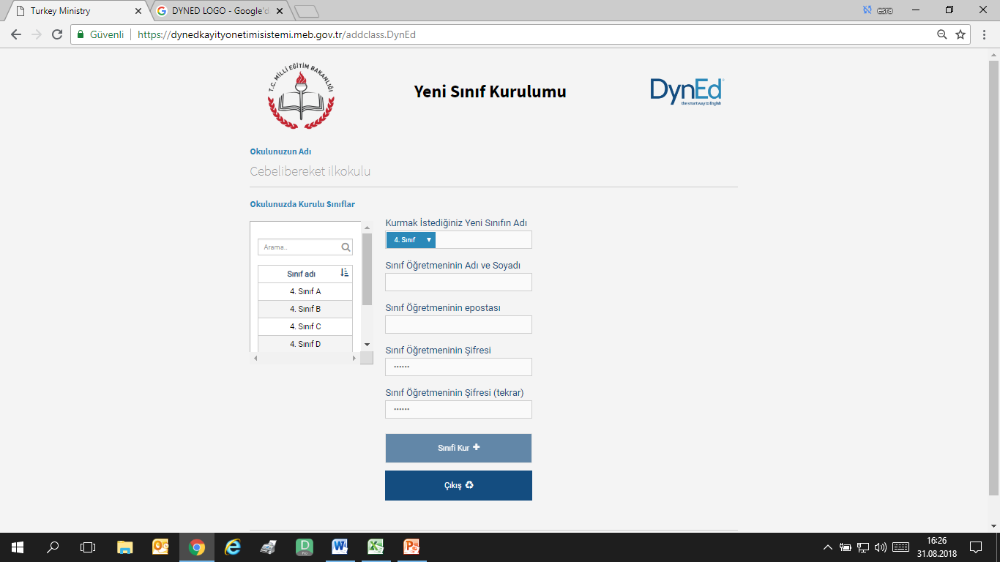 Turkey Ministry
DYNED LOGO - Google'd
esra
Güvenli
https://dynedkayityonetimisistemi.meb.gov.tr/addclass.DynEd
T.C. MİLLİ EĞİTİM BAKANLIĞI
Yeni Sınıf Kurulumu
DynEd
the smart way to English
Okulunuzun Adı
Cebelibereket ilkokulu
Okulunuzda Kurulu Sınıflar
Arama..
Sınıf adı
4. Sınıf A
4. Sınıf B
4. Sınıf C
4. Sınıf D
Kurmak İstediğiniz Yeni Sınıfın Adı
4. Sınıf
Sınıf Öğretmeninin Adı ve Soyadı
Sınıf Öğretmeninin epostası
Sınıf Öğretmeninin Şifresi
••••••
Sınıf Öğretmeninin Şifresi (tekrar)
••••••
Sınıfı Kur
Çıkış
16:26
31.08.2018